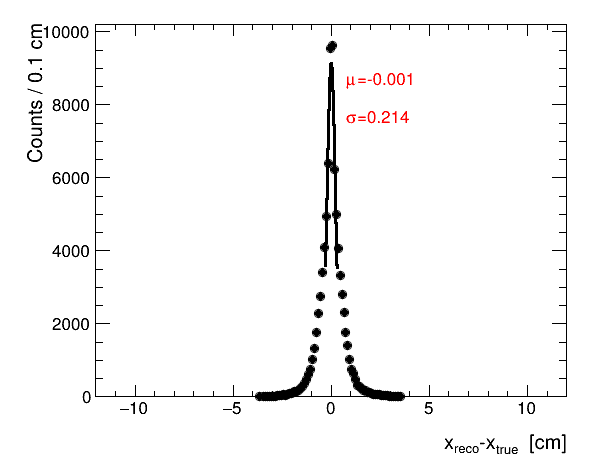 Counts / 0.1 cm
10000
8000
6000
4000
2000
0
μ=-0.001
σ=0.214
−10 −5 0 5 10
x_reco-x_true [cm]